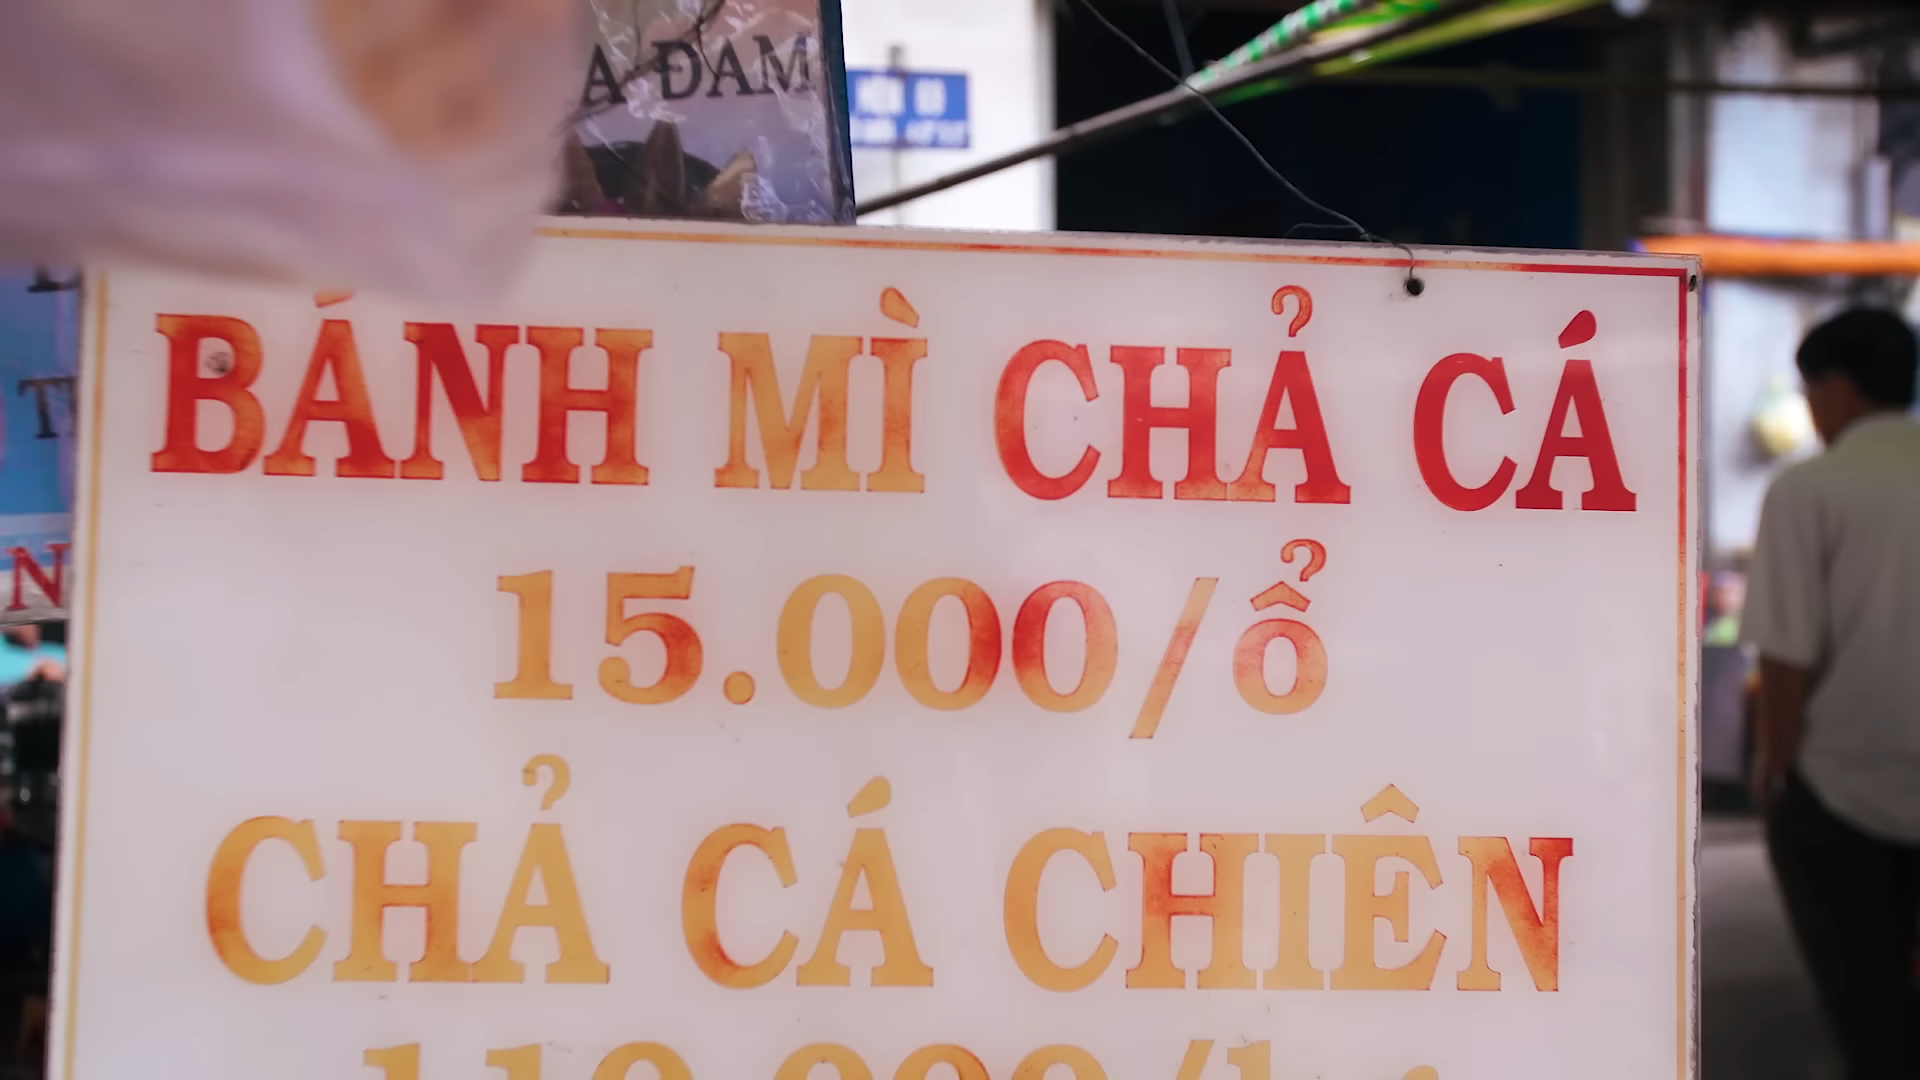 A ĐAM
BÁNH MÌ CHẢ CÁ
15.000/ổ
CHẢ CÁ CHIÊN
N